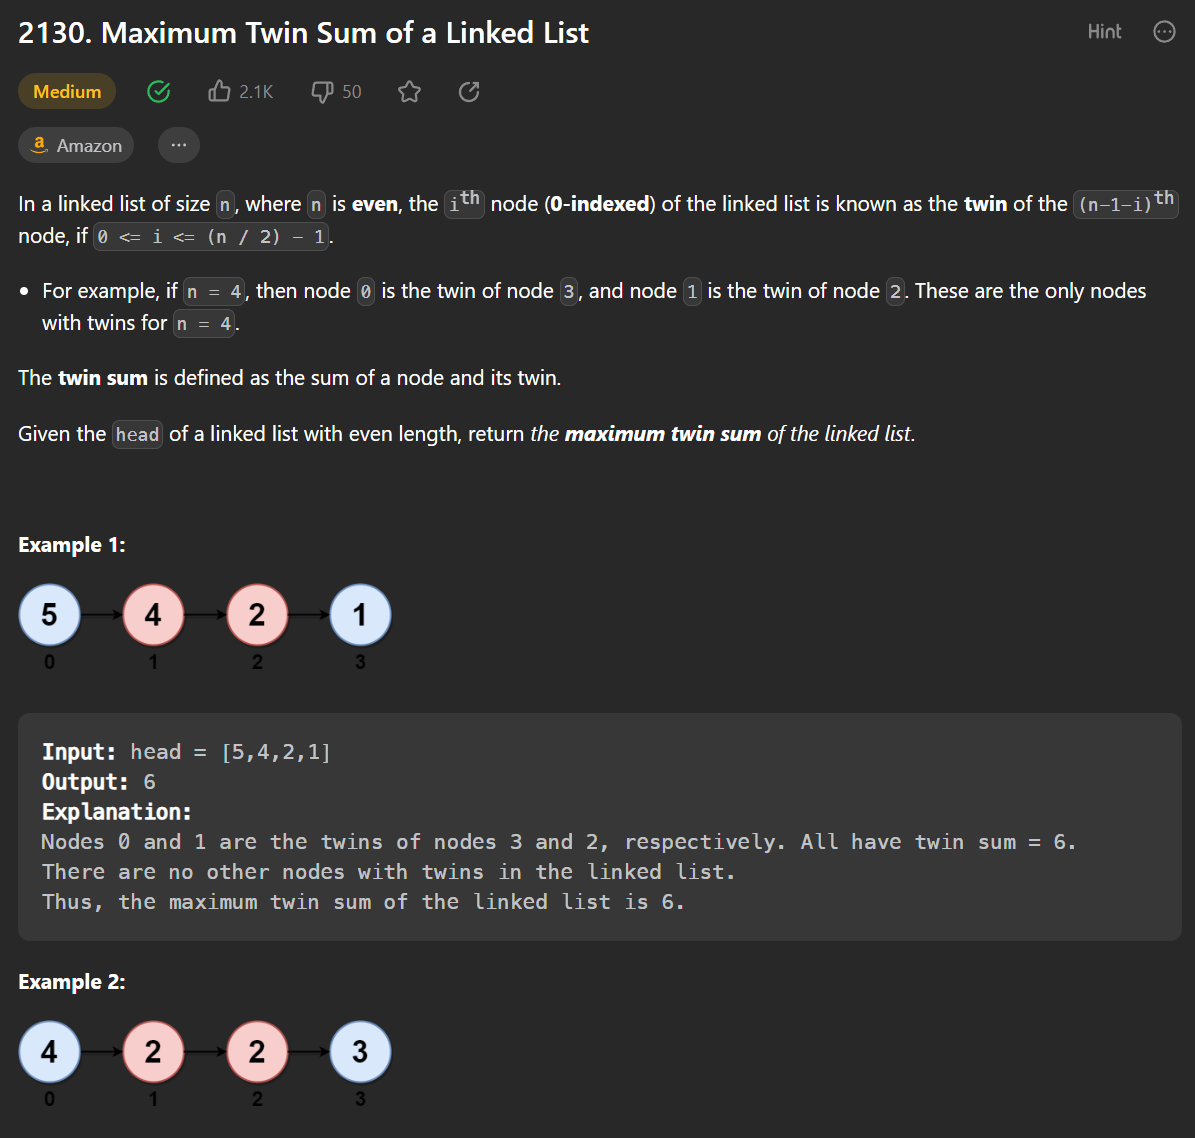 2130. Maximum Twin Sum of a Linked List
Hint
Medium
2.1K
50
a Amazon
In a linked list of size n, where n is even, the ith node (0-indexed) of the linked list is known as the twin of the (n-1-i)th
node, if 0 <= i <= (n / 2) - 1.
• For example, if n = 4, then node 0 is the twin of node 3, and node 1 is the twin of node 2. These are the only nodes
with twins for n = 4.
The twin sum is defined as the sum of a node and its twin.
Given the head of a linked list with even length, return the maximum twin sum of the linked list.
Example 1:
5 4 2 1
0 1 2 3
Input: head = [5,4,2,1]
Output: 6
Explanation:
Nodes 0 and 1 are the twins of nodes 3 and 2, respectively. All have twin sum = 6.
There are no other nodes with twins in the linked list.
Thus, the maximum twin sum of the linked list is 6.
Example 2:
4 2 2 3
0 1 2 3